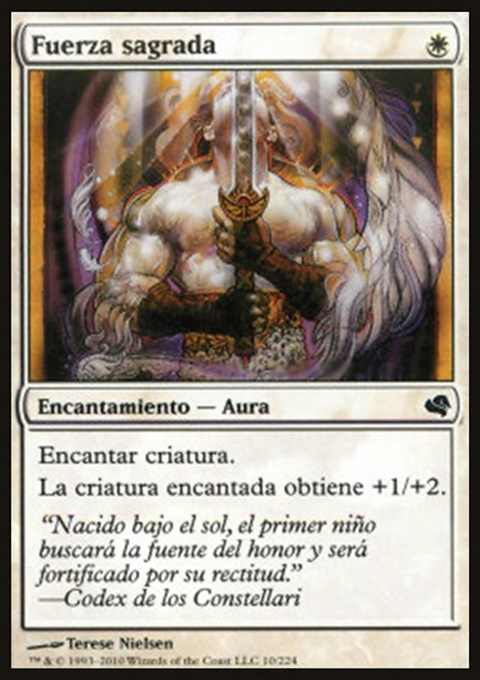 Fuerza sagrada
Encantamiento — Aura
Encantar criatura.
La criatura encantada obtiene +1/+2.
“Nacido bajo el sol, el primer niño
buscará la fuente del honor y será
fortificado por su rectitud.”
—Codex de los Constellari
Terese Nielsen
™ & © 1993–2010 Wizards of the Coast LLC 10/224